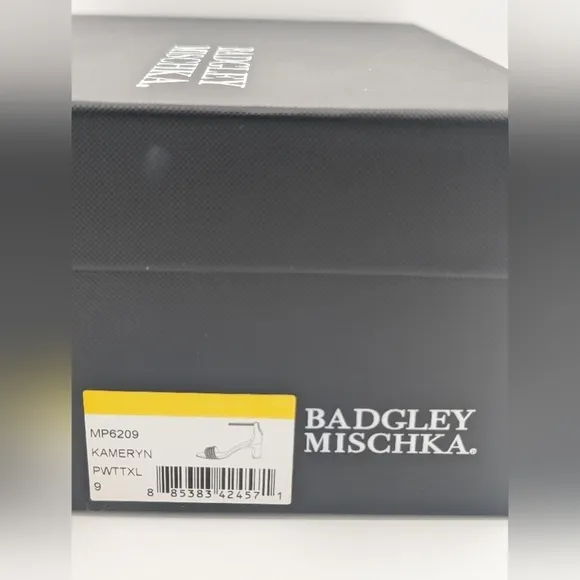 BADGLEY
MISCHKA.
MP6209
KAMERYN
PWTTXL
9
8 85383 42457 1
BADGLEY
MISCHKA.